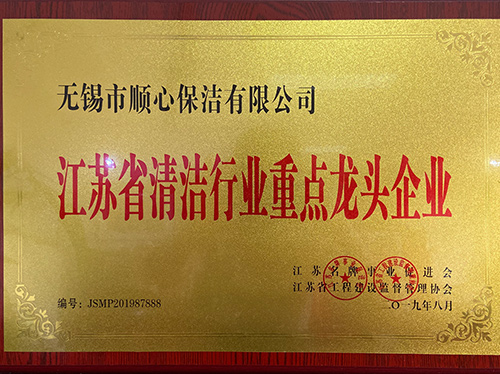 无锡市顺心保洁有限公司
江苏省清洁行业重点龙头企业
江苏名牌事业促进会
江苏省工程建设监督管理协会
编号：JSMP201987888
二〇一九年八月